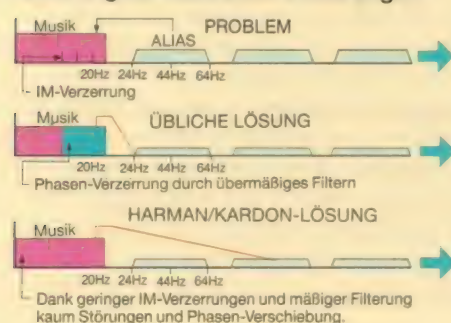 Musik
PROBLEM
ALIAS
20Hz 24Hz 44Hz 64Hz
IM-Verzerrung
Musik
ÜBLICHE LÖSUNG
20Hz 24Hz 44Hz 64Hz
Phasen-Verzerrung durch übermäßiges Filtern
HARMAN/KARDON-LÖSUNG
Musik
20Hz 24Hz 44Hz 64Hz
Dank geringer IM-Verzerrungen und mäßiger Filterung
kaum Störungen und Phasen-Verschiebung.